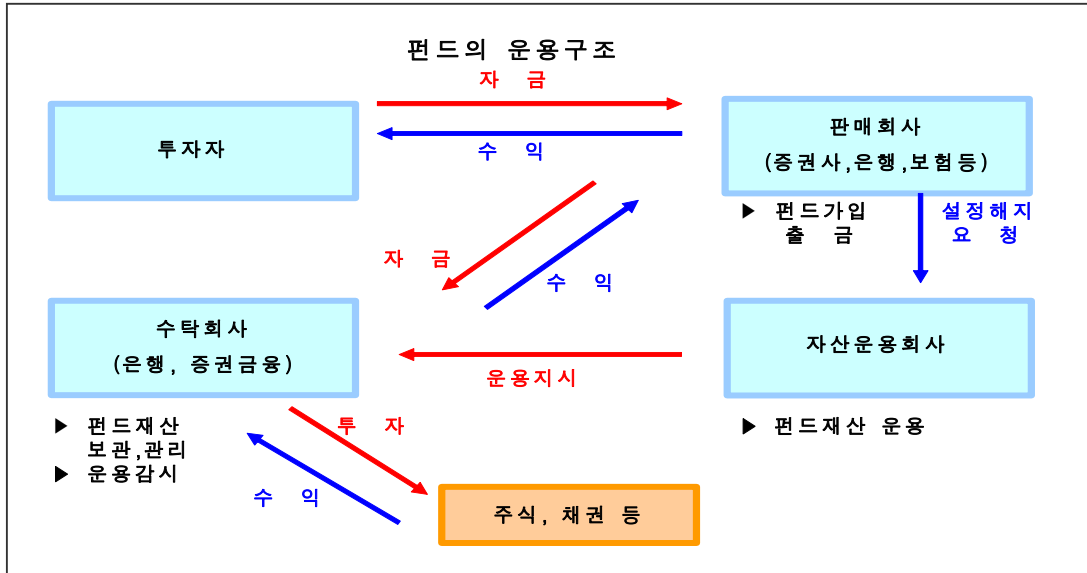 펀드의 운용구조
자 금
투자자
수 익
판매회사
(증권사,은행,보험등)
▶ 펀드가입
출 금
설정해지
요 청
자 금
수 익
수탁회사
(은행, 증권금융)
자산운용회사
운용지시
▶ 펀드재산
보관,관리
▶ 운용감시
투 자
▶ 펀드재산 운용
수 익
주식, 채권 등